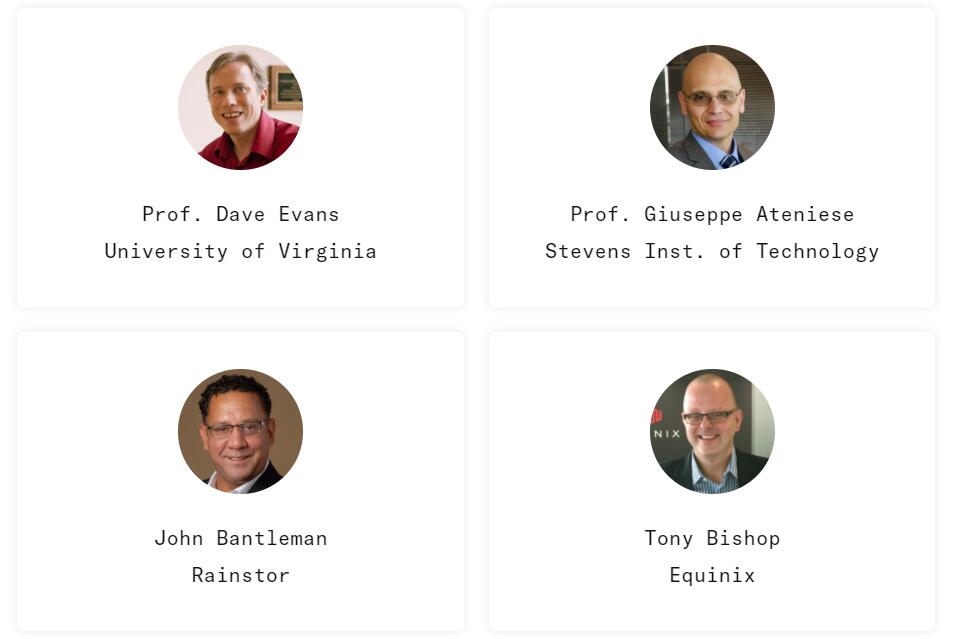 Prof. Dave Evans
University of Virginia
Prof. Giuseppe Ateniese
Stevens Inst. of Technology
John Bantleman
Rainstor
NIX
Tony Bishop
Equinix